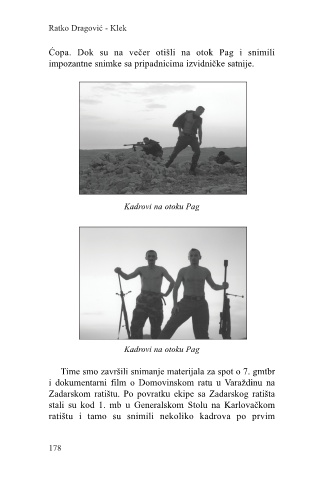 Ratko Dragović - Klek
Ćopa. Dok su na večer otišli na otok Pag i snimili
impozantne snimke sa pripadnicima izvidničke satnije.
Kadrovi na otoku Pag
Kadrovi na otoku Pag
Time smo završili snimanje materijala za spot o 7. gmtbr
i dokumentarni film o Domovinskom ratu u Varaždinu na
Zadarskom ratištu. Po povratku ekipe sa Zadarskog ratišta
stali su kod 1. mb u Generalskom Stolu na Karlovačkom
ratištu i tamo su snimili nekoliko kadrova po prvim
178